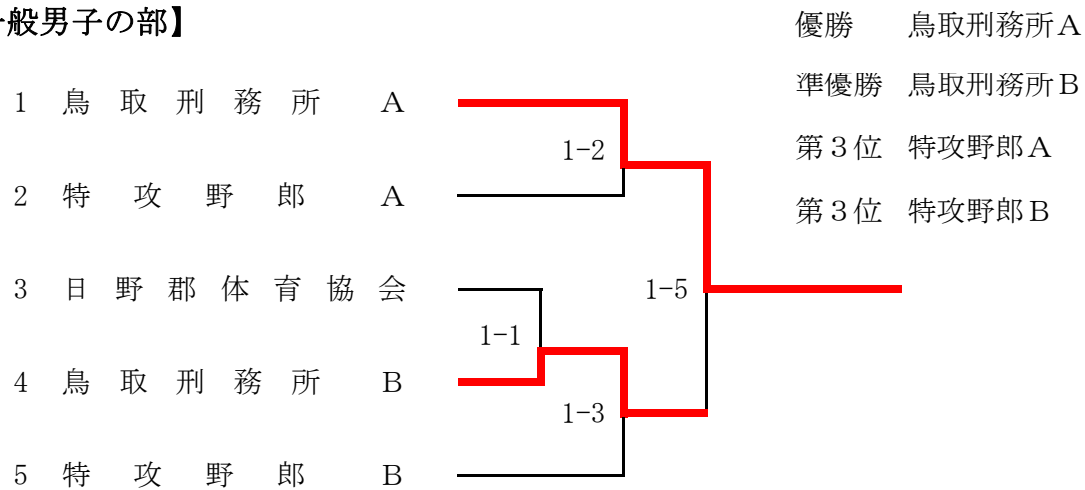 般男子の部】
優勝 鳥取刑務所A
準優勝 鳥取刑務所B
第3位 特攻野郎A
第3位 特攻野郎B
1 鳥取刑務所 A
1-2
2 特攻野郎 A
3 日野郡体育協会
1-5
1-1
4 鳥取刑務所 B
1-3
5 特攻野郎 B